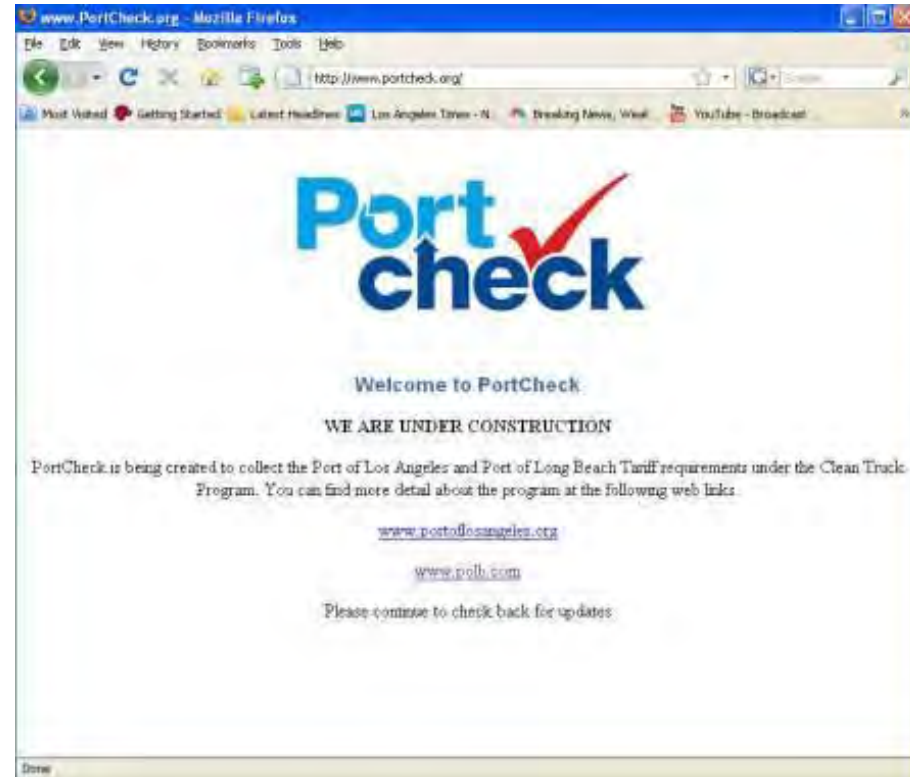 www.PortCheck.org - Mozilla Firefox
File Edit View History Bookmarks Tools Help
http://www.portcheck.org/
Most Visited Getting Started Latest Headlines Los Angeles Times - N... Breaking News, Weat... YouTube - Broadcast
Port
check
Welcome to PortCheck
WE ARE UNDER CONSTRUCTION
PortCheck is being created to collect the Port of Los Angeles and Port of Long Beach Tariff requirements under the Clean Truck
Program. You can find more detail about the program at the following web links
www.portoflosangeles.org
www.polb.com
Please continue to check back for updates
Done